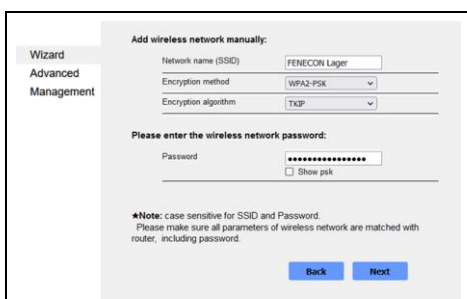 Wizard
Advanced
Management
Add wireless network manually:
Network name (SSID) FENECON Lager
Encryption method WPA2-PSK
Encryption algorithm TKIP
Please enter the wireless network password:
Password ●●●●●●●●●●●●●●●●
Show psk
★Note: case sensitive for SSID and Password.
Please make sure all parameters of wireless network are matched with
router, including password.
Back Next